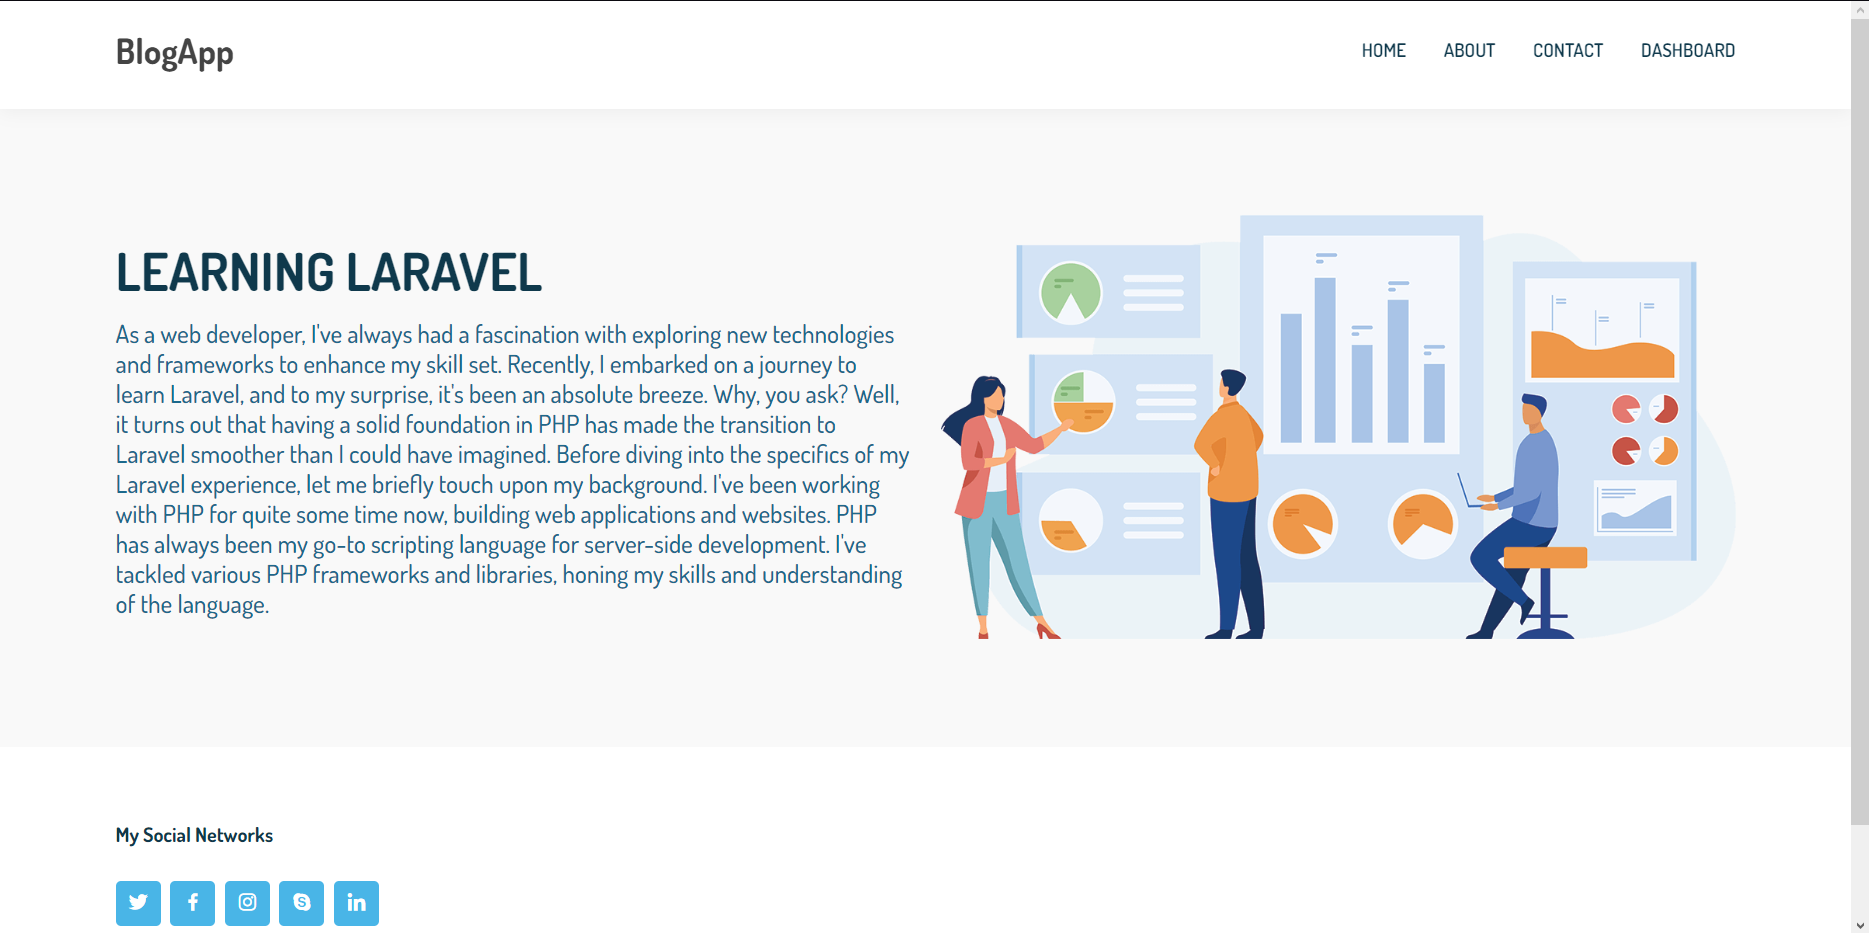 BlogApp
HOME ABOUT CONTACT DASHBOARD
LEARNING LARAVEL
As a web developer, I've always had a fascination with exploring new technologies
and frameworks to enhance my skill set. Recently, I embarked on a journey to
learn Laravel, and to my surprise, it's been an absolute breeze. Why, you ask? Well,
it turns out that having a solid foundation in PHP has made the transition to
Laravel smoother than I could have imagined. Before diving into the specifics of my
Laravel experience, let me briefly touch upon my background. I've been working
with PHP for quite some time now, building web applications and websites. PHP
has always been my go-to scripting language for server-side development. I've
tackled various PHP frameworks and libraries, honing my skills and understanding
of the language.
My Social Networks